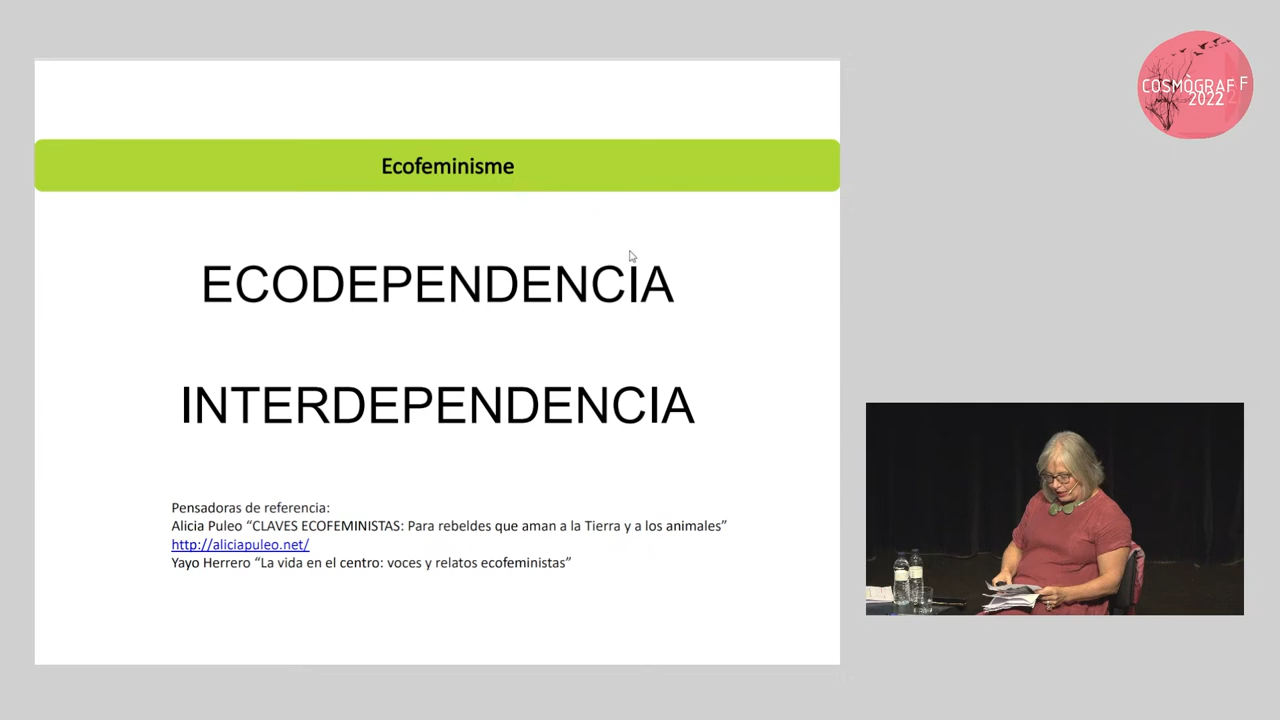 Ecofeminisme
ECODEPENDENCIA
INTERDEPENDENCIA
Pensadoras de referencia:
Alicia Puleo “CLAVES ECOFEMINISTAS: Para rebeldes que aman a la Tierra y a los animales”
http://aliciapuleo.net/
Yayo Herrero “La vida en el centro: voces y relatos ecofeministas”
COSMÒGRAF F
2022